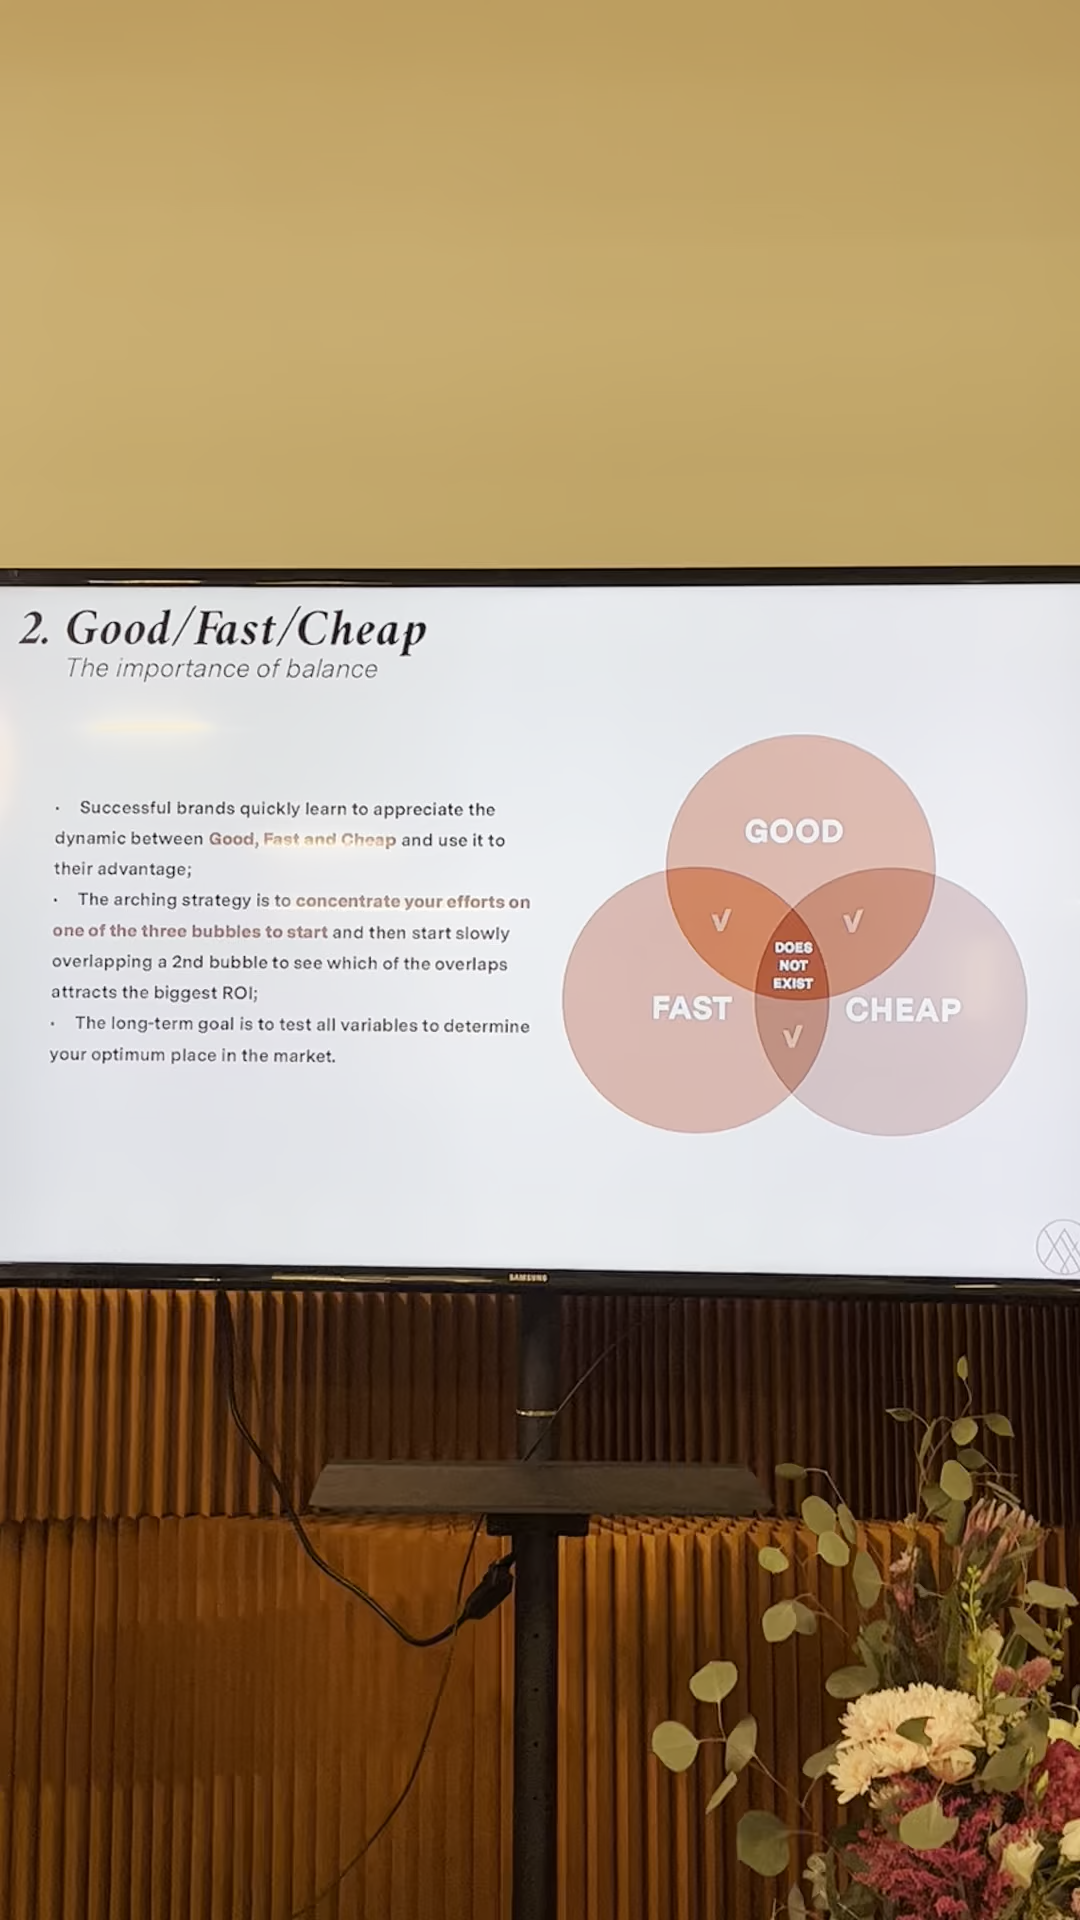 2. Good/Fast/Cheap
The importance of balance
· Successful brands quickly learn to appreciate the
dynamic between Good, Fast and Cheap and use it to
their advantage;
· The arching strategy is to concentrate your efforts on
one of the three bubbles to start and then start slowly
overlapping a 2nd bubble to see which of the overlaps
attracts the biggest ROI;
· The long-term goal is to test all variables to determine
your optimum place in the market.
GOOD
√ √
DOES
NOT
EXIST
FAST CHEAP
√
SAMSUNG